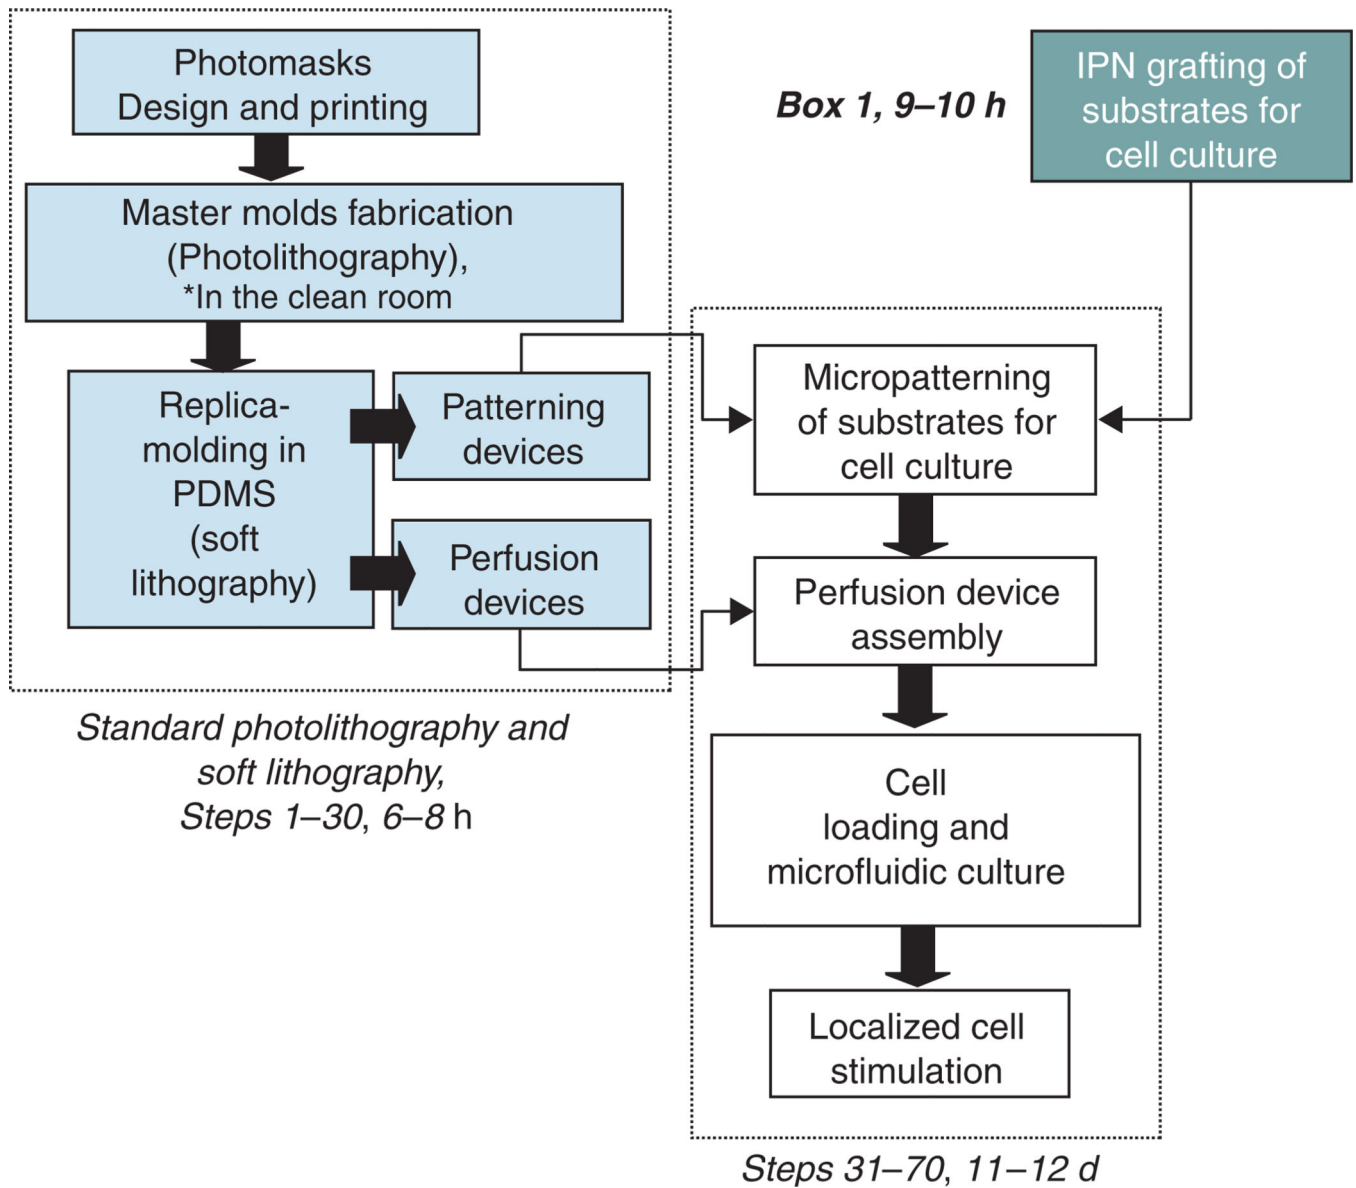 Photomasks
Design and printing
Master molds fabrication
(Photolithography),
*In the clean room
Replica-
molding in
PDMS
(soft
lithography)
Patterning
devices
Perfusion
devices
Standard photolithography and
soft lithography,
Steps 1–30, 6–8 h
Box 1, 9–10 h
IPN grafting of
substrates for
cell culture
Micropatterning
of substrates for
cell culture
Perfusion device
assembly
Cell
loading and
microfluidic culture
Localized cell
stimulation
Steps 31–70, 11–12 d